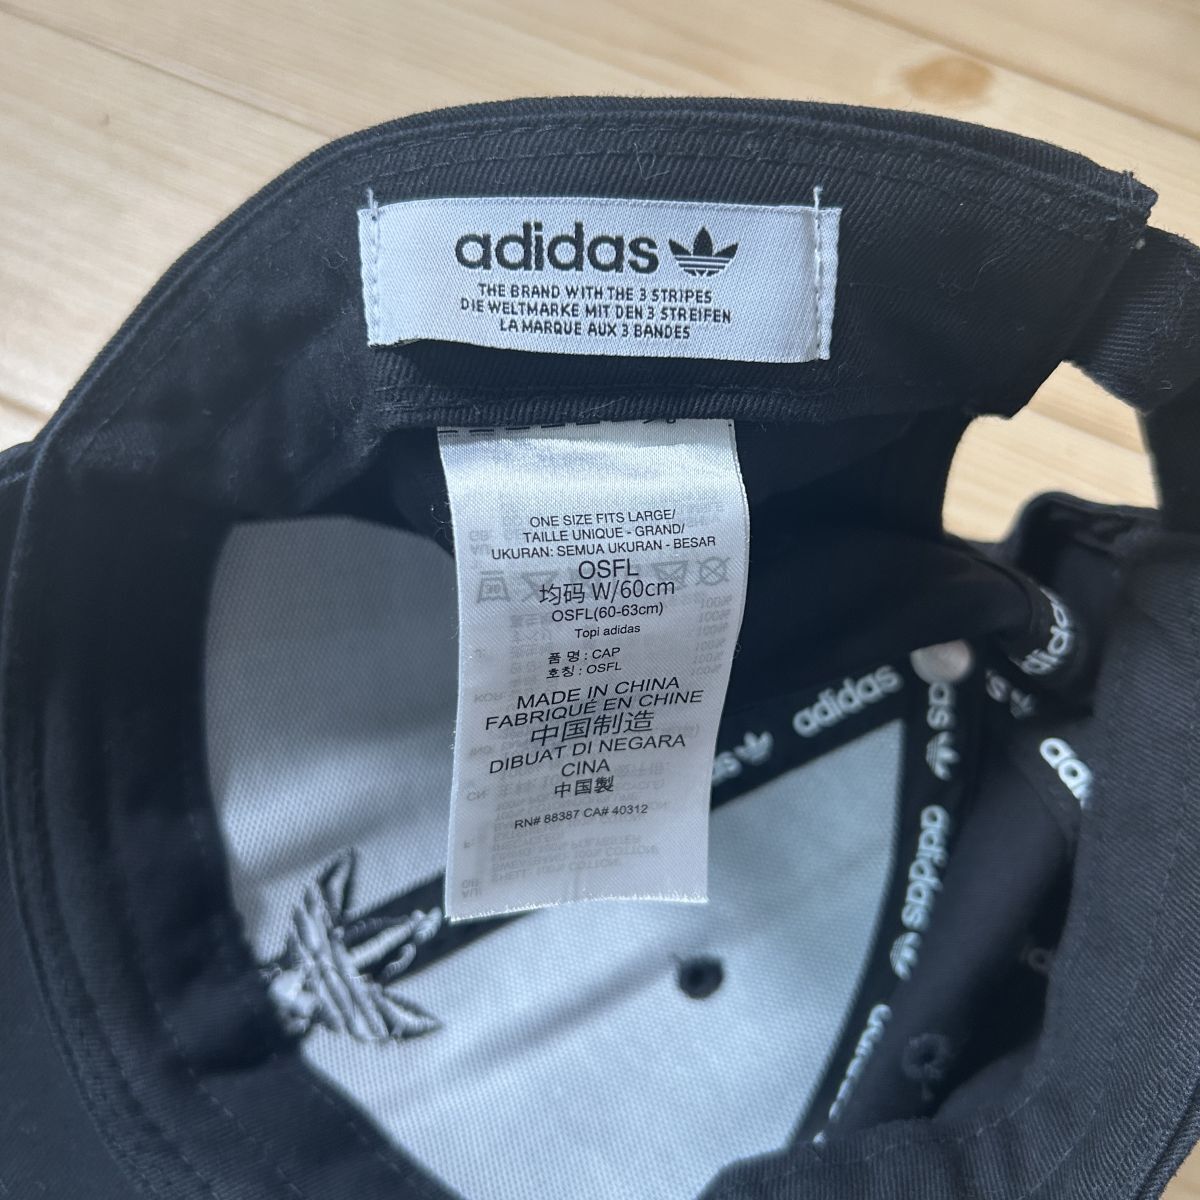 adidas
THE BRAND WITH THE 3 STRIPES
DIE WELTMARKE MIT DEN 3 STREIFEN
LA MARQUE AUX 3 BANDES
ONE SIZE FITS LARGE/
TAILLE UNIQUE - GRAND/
UKURAN: SEMUA UKURAN - BESAR
OSFL
均码 W/60cm
OSFL(60-63cm)
Topi adidas
품 명 : CAP
호칭 : OSFL
MADE IN CHINA
FABRIQUÉ EN CHINE
中国制造
DIBUAT DI NEGARA
CINA
中国製
RN# 88387 CA# 40312
adidas
adidas